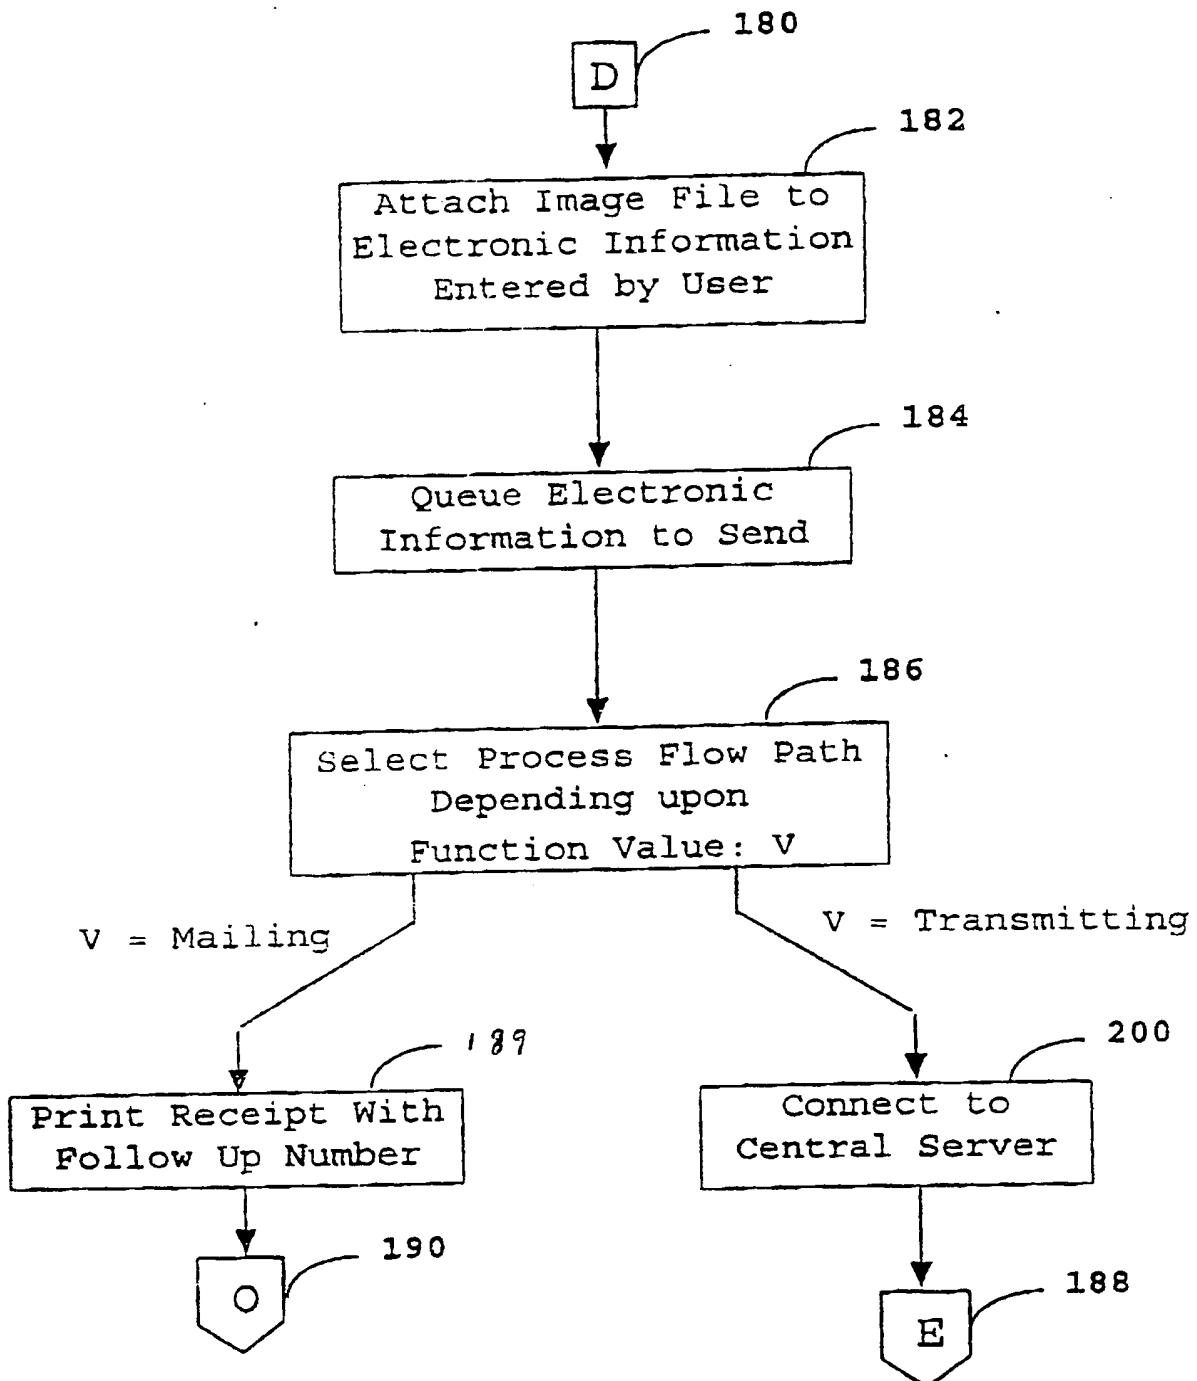 180
D
182
Attach Image File to
Electronic Information
Entered by User
184
Queue Electronic
Information to Send
186
Select Process Flow Path
Depending upon
Function Value: V
V = Mailing
V = Transmitting
189
Print Receipt With
Follow Up Number
200
Connect to
Central Server
190
O
188
E